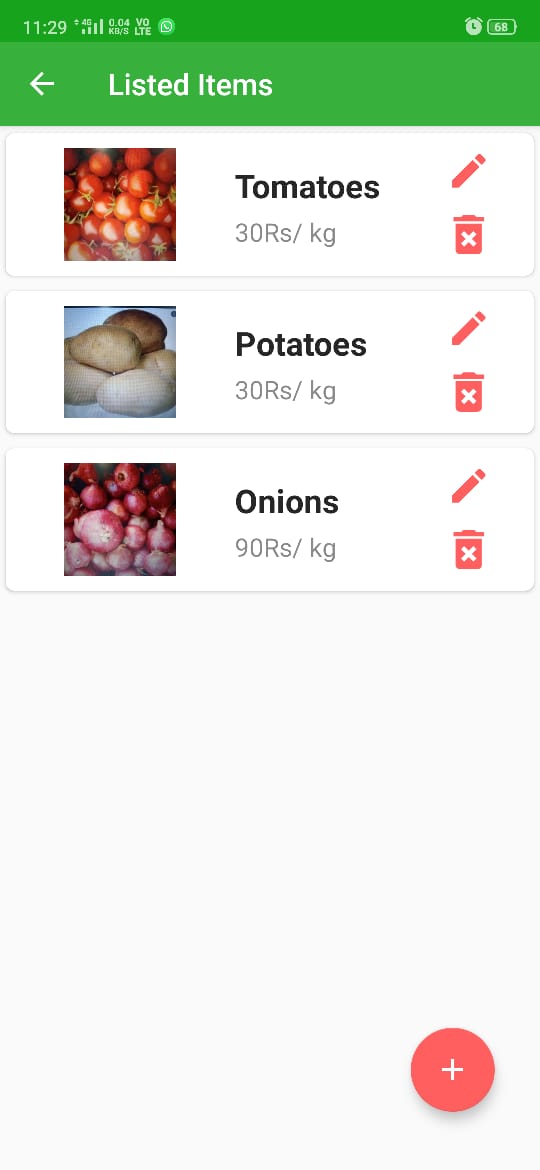 11:29 4G 0.04 KB/S VO LTE 68
Listed Items
Tomatoes
30Rs/ kg
Potatoes
30Rs/ kg
Onions
90Rs/ kg